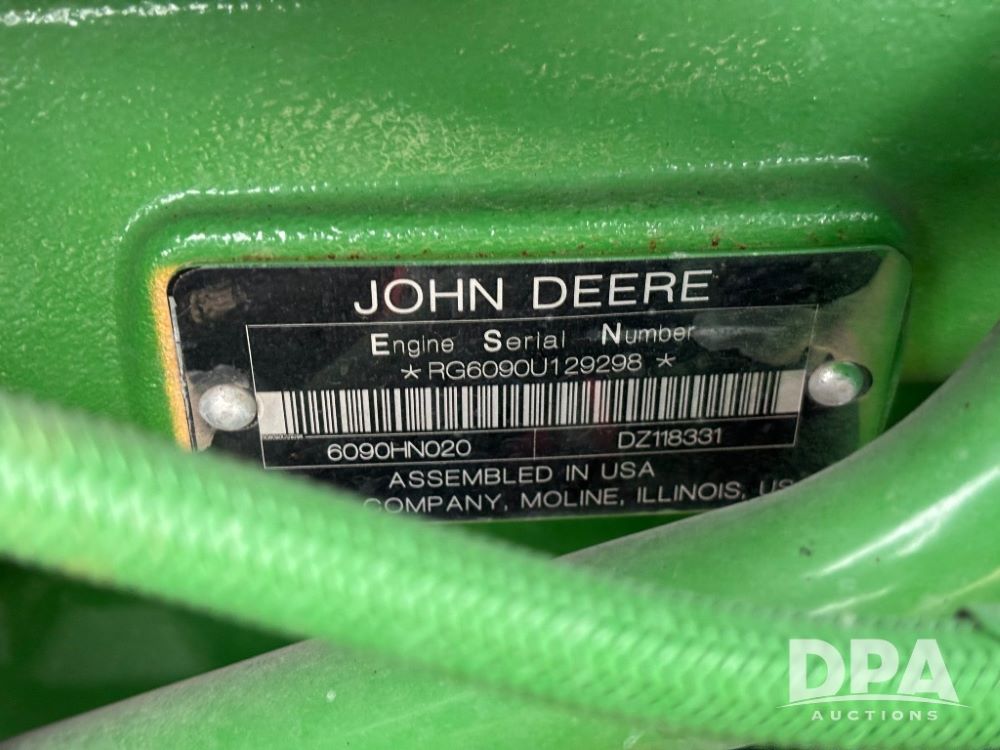 JOHN DEERE
Engine Serial Number
*RG6090U129298*
6090HN020 DZ118331
ASSEMBLED IN USA
COMPANY, MOLINE, ILLINOIS,
DPA
AUCTIONS